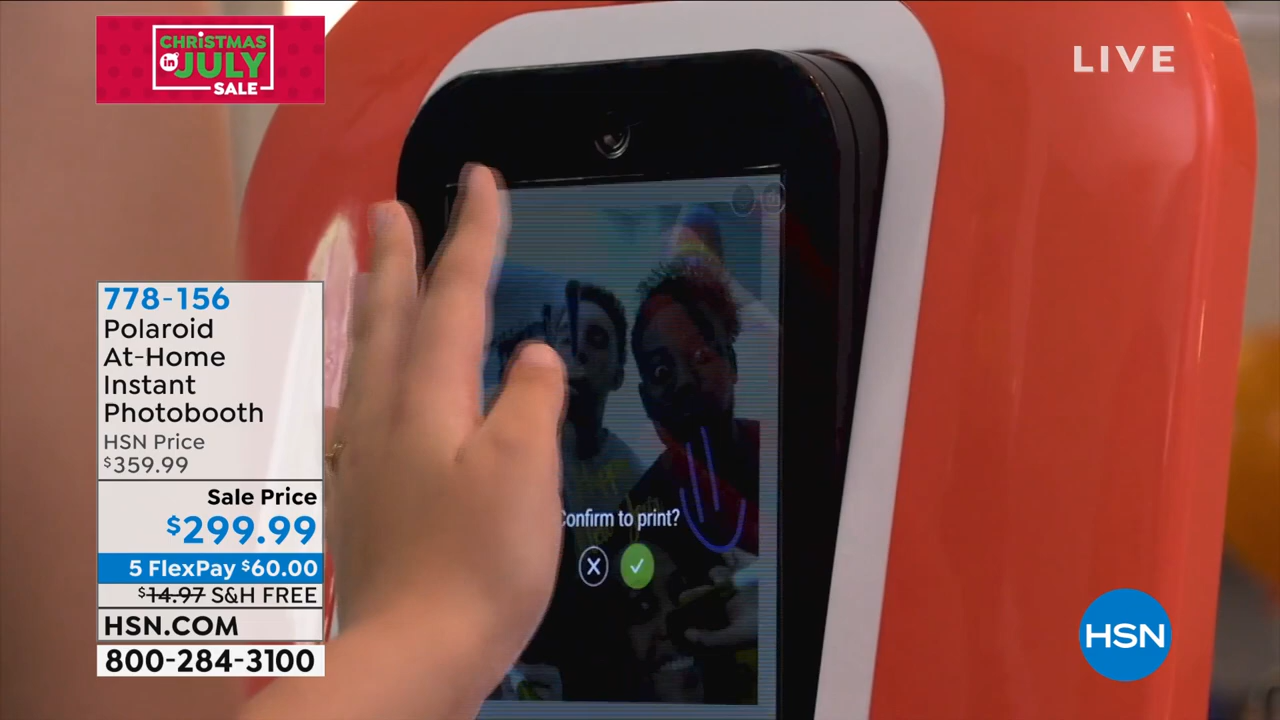 CHRISTMAS
in JULY
SALE
LIVE
778-156
Polaroid
At-Home
Instant
Photobooth
HSN Price
$359.99
Sale Price
$299.99
5 FlexPay $60.00
$14.97 S&H FREE
HSN.COM
800-284-3100
Confirm to print?
HSN